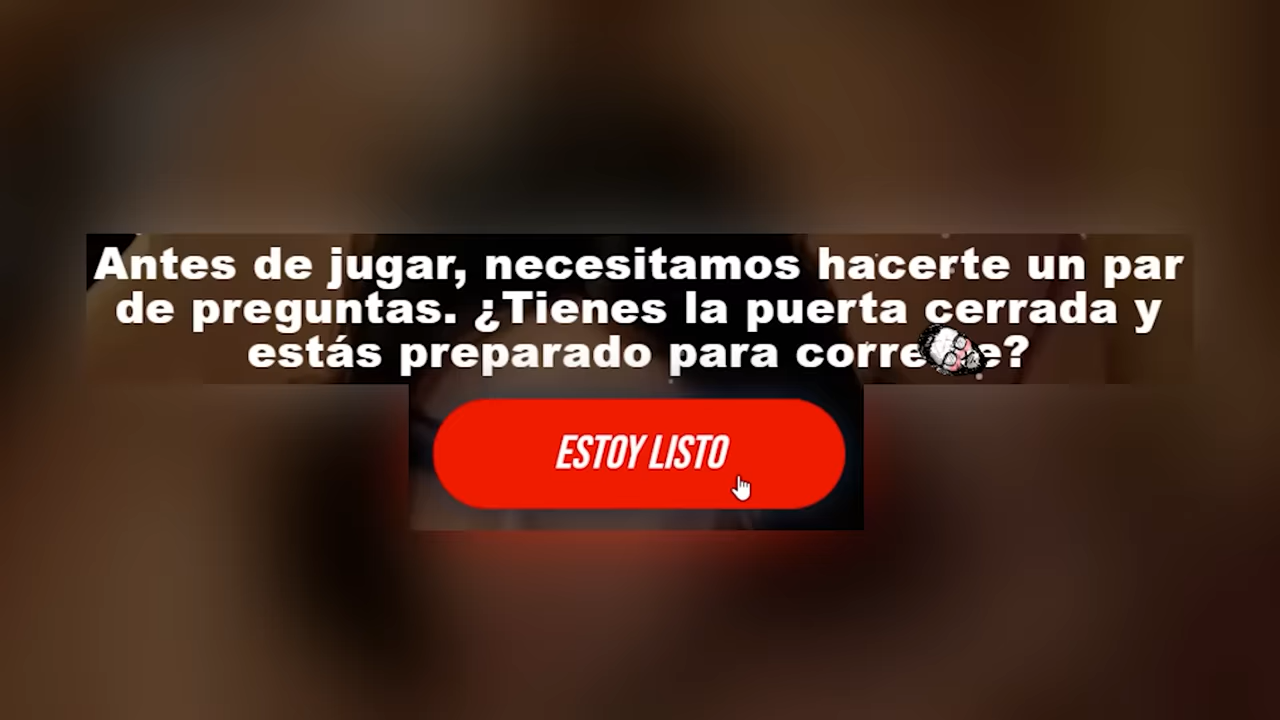 Antes de jugar, necesitamos hacerte un par
de preguntas. ¿Tienes la puerta cerrada y
estás preparado para
ESTOY LISTO